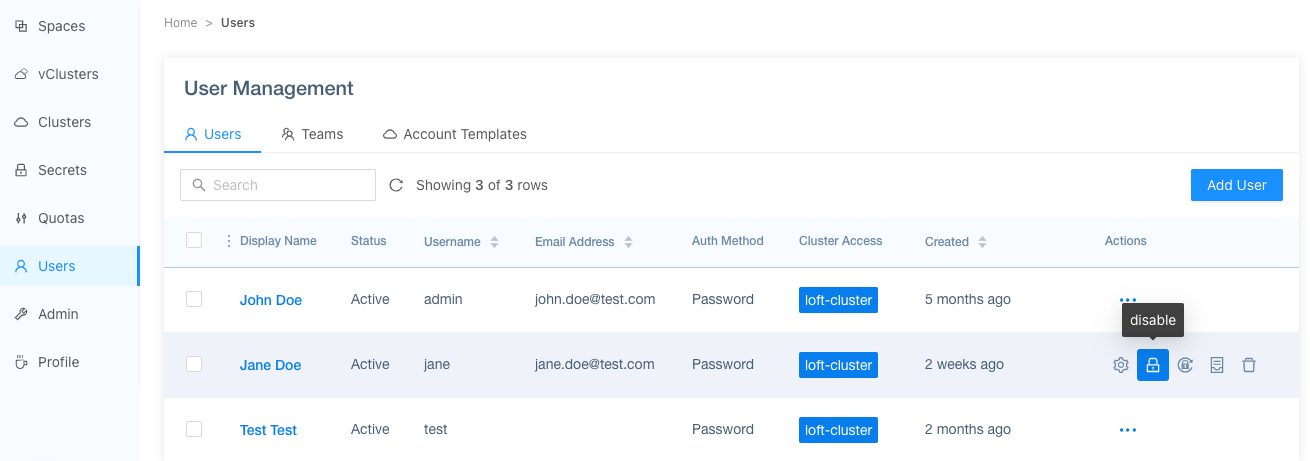 Spaces
vClusters
Clusters
Secrets
Quotas
Users
Admin
Profile
Home > Users
User Management
Users Teams Account Templates
Search Showing 3 of 3 rows Add User
Display Name Status Username Email Address Auth Method Cluster Access Created Actions
John Doe Active admin john.doe@test.com Password loft-cluster 5 months ago
disable
Jane Doe Active jane jane.doe@test.com Password loft-cluster 2 weeks ago
Test Test Active test Password loft-cluster 2 months ago